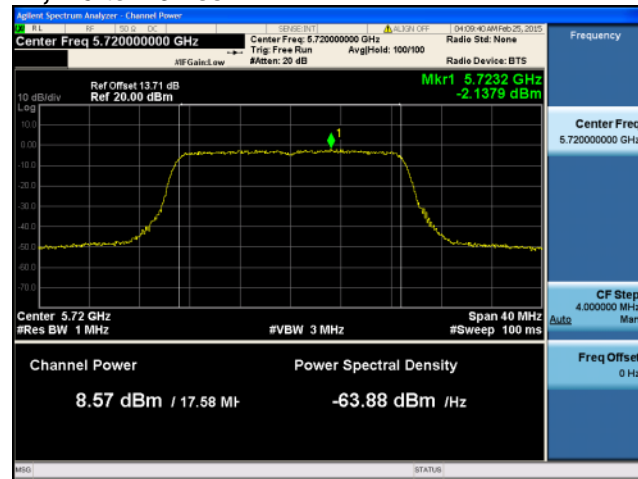 Agilent Spectrum Analyzer - Channel Power
RL RF 50 Ω DC SENSE:INT ALIGN OFF 04:09:40 AM Feb 25, 2015
Center Freq 5.720000000 GHz Center Freq: 5.720000000 GHz Radio Std: None
Trig: Free Run Avg|Hold: 100/100
#IFGain:Low #Atten: 20 dB Radio Device: BTS
Frequency
Ref Offset 13.71 dB Mkr1 5.7232 GHz
10 dB/div Ref 20.00 dBm -2.1379 dBm
Log
10.0
0.00
-10.0
-20.0
-30.0
-40.0
-50.0
-60.0
-70.0
1
Center 5.72 GHz Span 40 MHz
#Res BW 1 MHz #VBW 3 MHz #Sweep 100 ms
Channel Power Power Spectral Density
8.57 dBm / 17.58 MH -63.88 dBm /Hz
Center Freq
5.720000000 GHz
CF Step
4.000000 MHz
Auto Man
Freq Offset
0 Hz
MSG STATUS